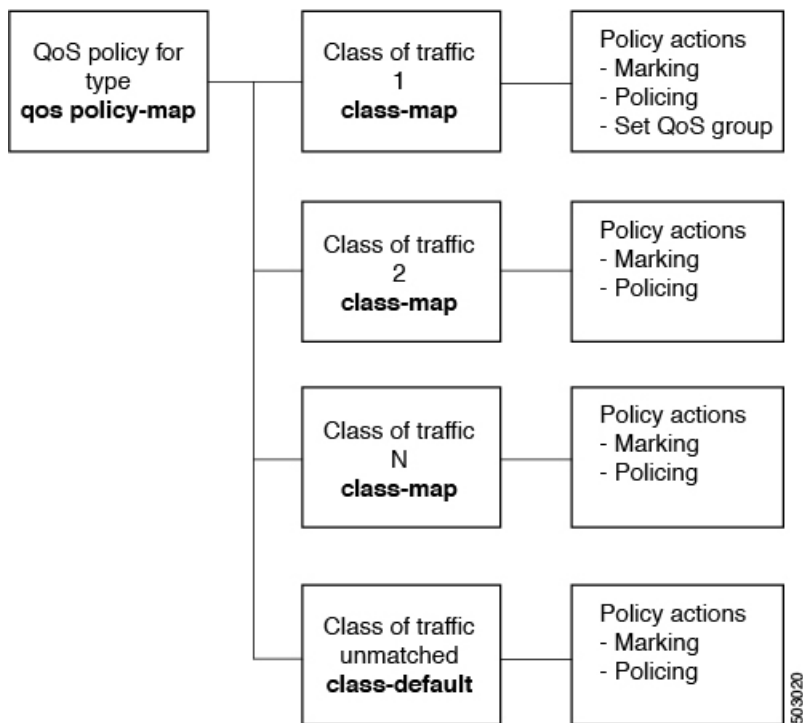 QoS policy for
type
qos policy-map
Class of traffic
1
class-map
Policy actions
- Marking
- Policing
- Set QoS group
Class of traffic
2
class-map
Policy actions
- Marking
- Policing
Class of traffic
N
class-map
Policy actions
- Marking
- Policing
Class of traffic
unmatched
class-default
Policy actions
- Marking
- Policing
503020